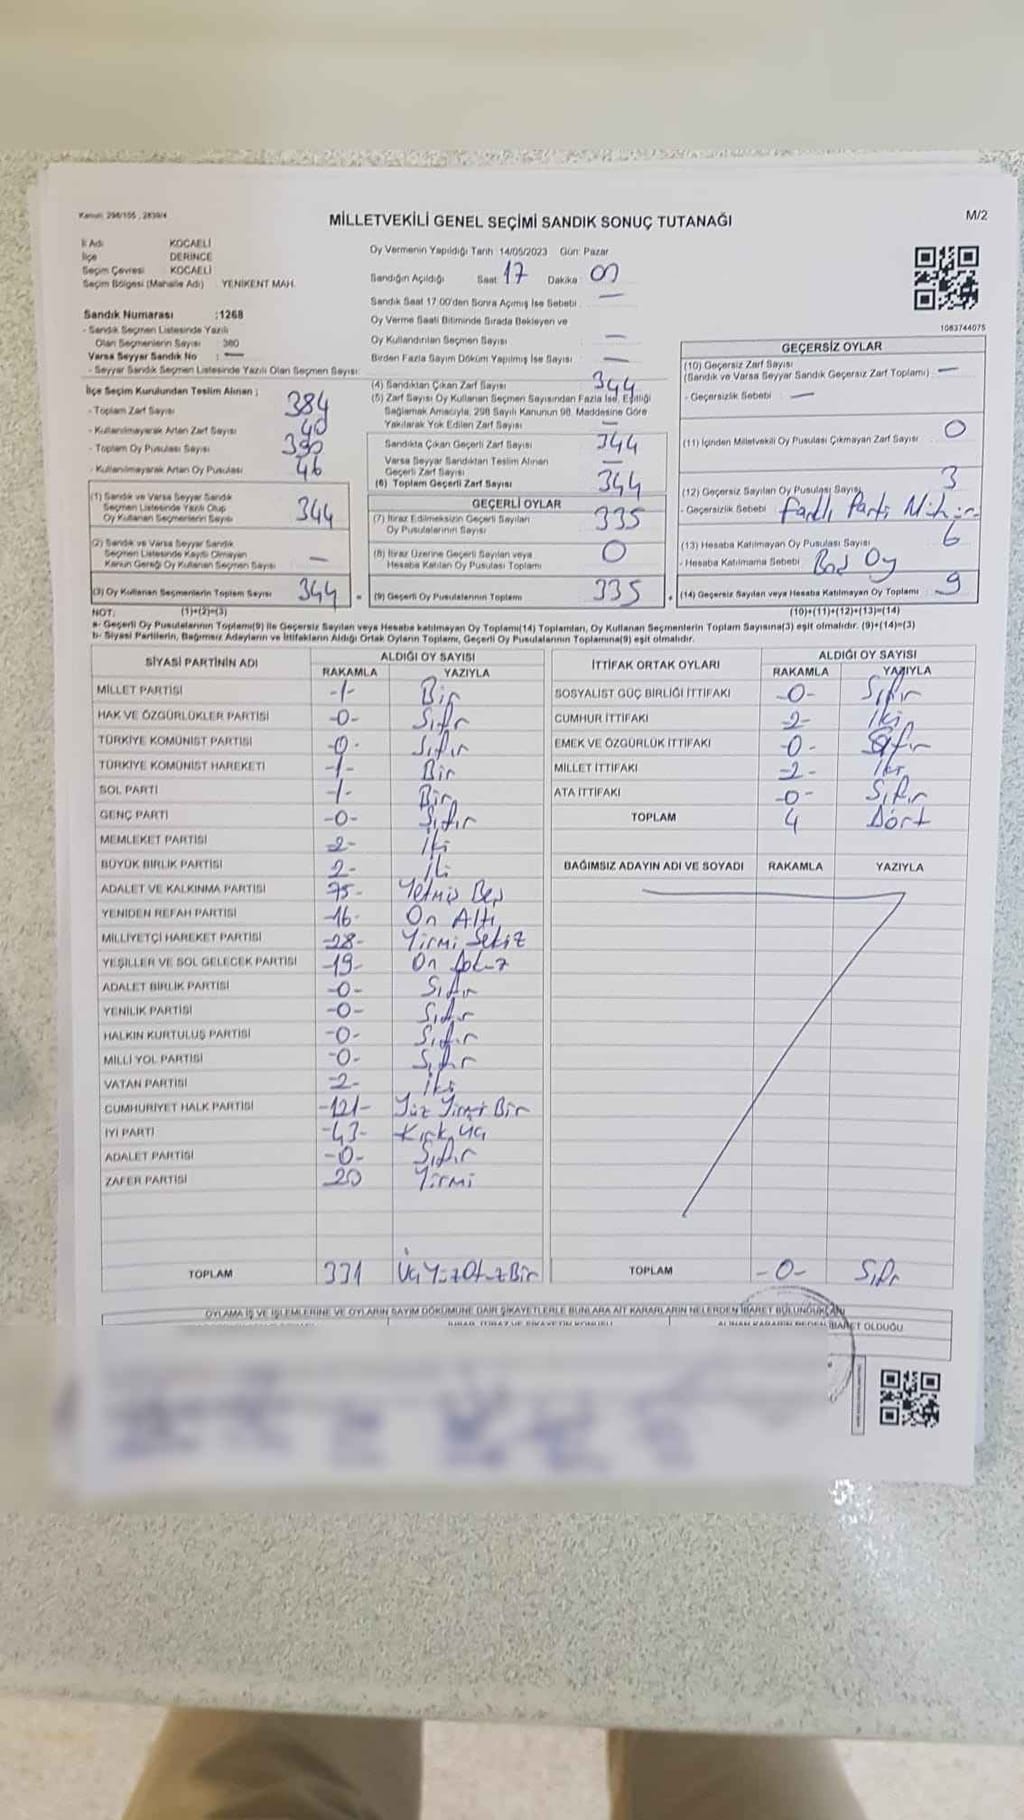 Kanun: 298/105 , 2839/4
MİLLETVEKİLİ GENEL SEÇİMİ SANDIK SONUÇ TUTANAĞI
M/2
İl Adı KOCAELİ
İlçe DERİNCE
Seçim Çevresi KOCAELİ
Seçim Bölgesi (Mahalle Adı) YENİKENT MAH.
Sandık Numarası :1268
- Sandık Seçmen Listesinde Yazılı
Olan Seçmenlerin Sayısı : 380
Varsa Seyyar Sandık No : —
- Seyyar Sandık Seçmen Listesinde Yazılı Olan Seçmen Sayısı:
Oy Vermenin Yapıldığı Tarih 14/05/2023 Gün: Pazar
Sandığın Açıldığı Saat 17 Dakika
Sandık Saat 17:00'den Sonra Açılmış İse Sebebi —
Oy Verme Saati Bitiminde Sırada Bekleyen ve
Oy Kullandırılan Seçmen Sayısı —
Birden Fazla Sayım Döküm Yapılmış İse Sayısı —
1083744075
İlçe Seçim Kurulundan Teslim Alınan ;
- Toplam Zarf Sayısı 384
- Kullanılmayarak Artan Zarf Sayısı 40
- Toplam Oy Pusulası Sayısı 390
- Kullanılmayarak Artan Oy Pusulası 46
(1) Sandık ve Varsa Seyyar Sandık
Seçmen Listesinde Yazılı Olup
Oy Kullanan Seçmenlerin Sayısı 344
(2) Sandık ve Varsa Seyyar Sandık
Seçmen Listesinde Kaydı Olmayan
Kanun Gereği Oy Kullanan Seçmen Sayısı —
(3) Oy Kullanan Seçmenlerin Toplam Sayısı 344
(4) Sandıktan Çıkan Zarf Sayısı 344
(5) Zarf Sayısı Oy Kullanan Seçmen Sayısından Fazla İse, Eşitliği
Sağlamak Amacıyla, 298 Sayılı Kanunun 98. Maddesine Göre
Yakılarak Yok Edilen Zarf Sayısı —
Sandıkta Çıkan Geçerli Zarf Sayısı 344
Varsa Seyyar Sandıktan Teslim Alınan
Geçerli Zarf Sayısı —
(6) Toplam Geçerli Zarf Sayısı 344
GEÇERLİ OYLAR
(7) İtiraz Edilmeksizin Geçerli Sayılan
Oy Pusulalarının Sayısı 335
(8) İtiraz Üzerine Geçerli Sayılan veya
Hesaba Katılan Oy Pusulası Toplamı 0
(9) Geçerli Oy Pusulalarının Toplamı 335
GEÇERSİZ OYLAR
(10) Geçersiz Zarf Sayısı
(Sandık ve Varsa Seyyar Sandık Geçersiz Zarf Toplamı) —
- Geçersizlik Sebebi —
(11) İçinden Milletvekili Oy Pusulası Çıkmayan Zarf Sayısı 0
(12) Geçersiz Sayılan Oy Pusulası Sayısı 3
- Geçersizlik Sebebi Farklı Parti
(13) Hesaba Katılmayan Oy Pusulası Sayısı 6
- Hesaba Katılmama Sebebi Boş Oy
(14) Geçersiz Sayılan veya Hesaba Katılmayan Oy Toplamı 9
NOT: (1)+(2)=(3) (10)+(11)+(12)+(13)=(14)
a- Geçerli Oy Pusulalarının Toplamı(9) ile Geçersiz Sayılan veya Hesaba katılmayan Oy Toplamı(14) Toplamları, Oy Kullanan Seçmenlerin Toplam Sayısına(3) eşit olmalıdır. (9)+(14)=(3)
b- Siyasi Partilerin, Bağımsız Adayların ve İttifakların Aldığı Ortak Oyların Toplamı, Geçerli Oy Pusulalarının Toplamına(9) eşit olmalıdır.
SİYASİ PARTİNİN ADI ALDIĞI OY SAYISI
RAKAMLA YAZIYLA
MİLLET PARTİSİ -1- Bir
HAK VE ÖZGÜRLÜKLER PARTİSİ -0- Sıfır
TÜRKİYE KOMÜNİST PARTİSİ -0- Sıfır
TÜRKİYE KOMÜNİST HAREKETİ -1- Bir
SOL PARTİ -1- Bir
GENÇ PARTİ -0- Sıfır
MEMLEKET PARTİSİ -2- İki
BÜYÜK BİRLİK PARTİSİ -2- İki
ADALET VE KALKINMA PARTİSİ -75- Yetmiş Beş
YENİDEN REFAH PARTİSİ -16- On Altı
MİLLİYETÇİ HAREKET PARTİSİ -28- Yirmi Sekiz
YEŞİLLER VE SOL GELECEK PARTİSİ -19- On Dokuz
ADALET BİRLİK PARTİSİ -0- Sıfır
YENİLİK PARTİSİ -0- Sıfır
HALKIN KURTULUŞ PARTİSİ -0- Sıfır
MİLLİ YOL PARTİSİ -0- Sıfır
VATAN PARTİSİ -2- İki
CUMHURİYET HALK PARTİSİ -121- Yüz Yirmi Bir
İYİ PARTİ -43- Kırk Üç
ADALET PARTİSİ -0- Sıfır
ZAFER PARTİSİ 20 Yirmi
TOPLAM 331 Üç Yüz Otuz Bir
İTTİFAK ORTAK OYLARI ALDIĞI OY SAYISI
RAKAMLA YAZIYLA
SOSYALİST GÜÇ BİRLİĞİ İTTİFAKI -0- Sıfır
CUMHUR İTTİFAKI -2- İki
EMEK VE ÖZGÜRLÜK İTTİFAKI -0- Sıfır
MİLLET İTTİFAKI -2- İki
ATA İTTİFAKI -0- Sıfır
TOPLAM 4 Dört
BAĞIMSIZ ADAYIN ADI VE SOYADI RAKAMLA YAZIYLA
TOPLAM -0- Sıfır
OYLAMA İŞ VE İŞLEMLERİNE VE OYLARIN SAYIM DÖKÜMÜNE DAİR ŞİKAYETLERLE BUNLARA AİT KARARLARIN NELERDEN İBARET BULUNDUKLARI
ALINAN KARARIN NEDEN İBARET OLDUĞU